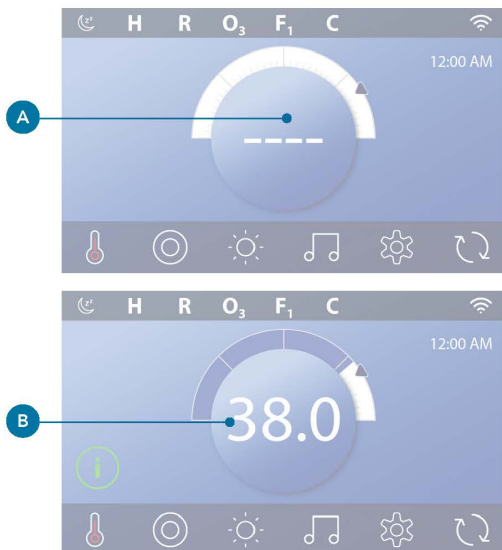 H R O₃ F₁ C
12:00 AM
A
----
H R O₃ F₁ C
12:00 AM
B
38.0
i